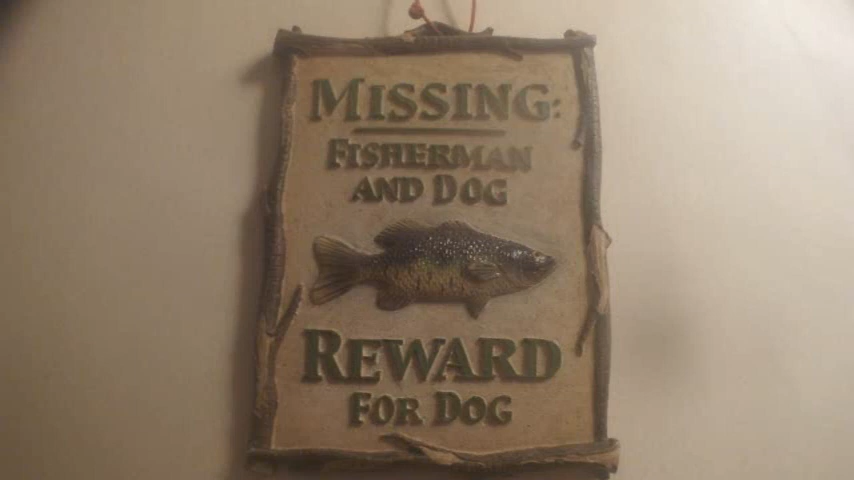 MISSING:
FISHERMAN
AND DOG
REWARD
FOR DOG